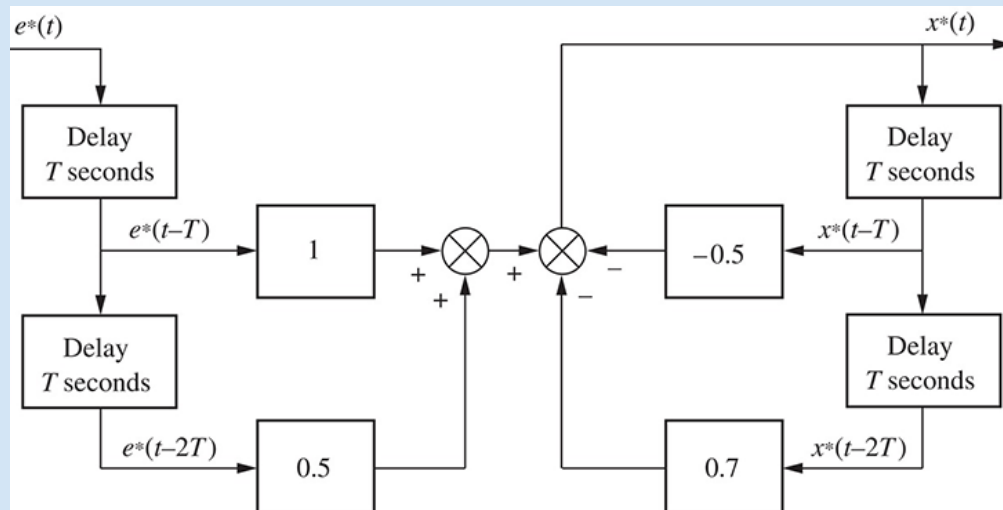 e*(t)
x*(t)
Delay
T seconds
Delay
T seconds
e*(t–T)
1
+
+
+
–
–
–0.5
x*(t–T)
Delay
T seconds
Delay
T seconds
e*(t–2T)
0.5
0.7
x*(t–2T)